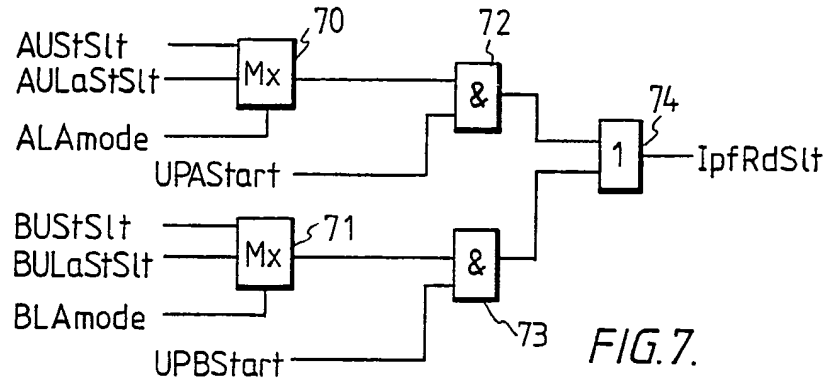 AUStSlt
AULaStSlt
ALAmode
Mx
70
UPAStart
&
72
1
74
IpfRdSlt
BUStSlt
BULaStSlt
BLAmode
Mx
71
UPBStart
&
73
FIG.7.